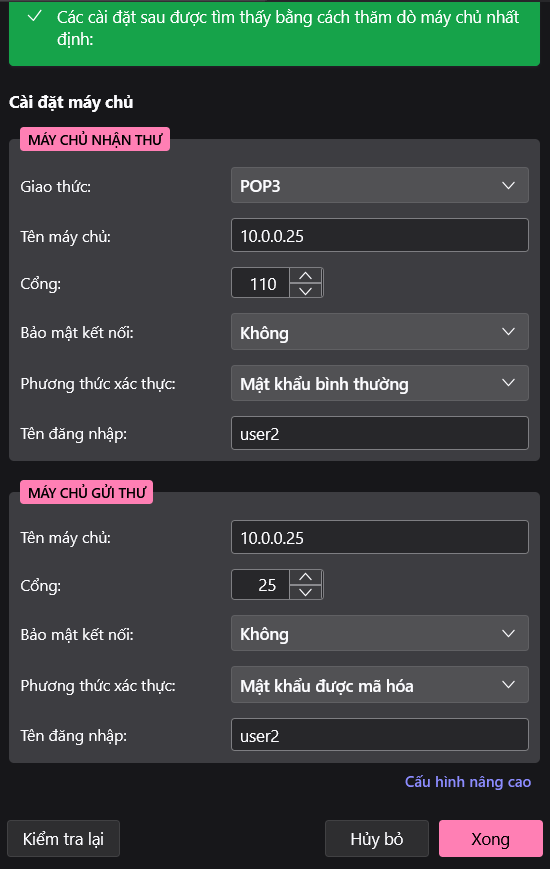 Các cài đặt sau được tìm thấy bằng cách thăm dò máy chủ nhất
định:
Cài đặt máy chủ
MÁY CHỦ NHẬN THƯ
Giao thức:
POP3
Tên máy chủ:
10.0.0.25
Cổng:
110
Bảo mật kết nối:
Không
Phương thức xác thực:
Mật khẩu bình thường
Tên đăng nhập:
user2
MÁY CHỦ GỬI THƯ
Tên máy chủ:
10.0.0.25
Cổng:
25
Bảo mật kết nối:
Không
Phương thức xác thực:
Mật khẩu được mã hóa
Tên đăng nhập:
user2
Cấu hình nâng cao
Kiểm tra lại
Hủy bỏ
Xong